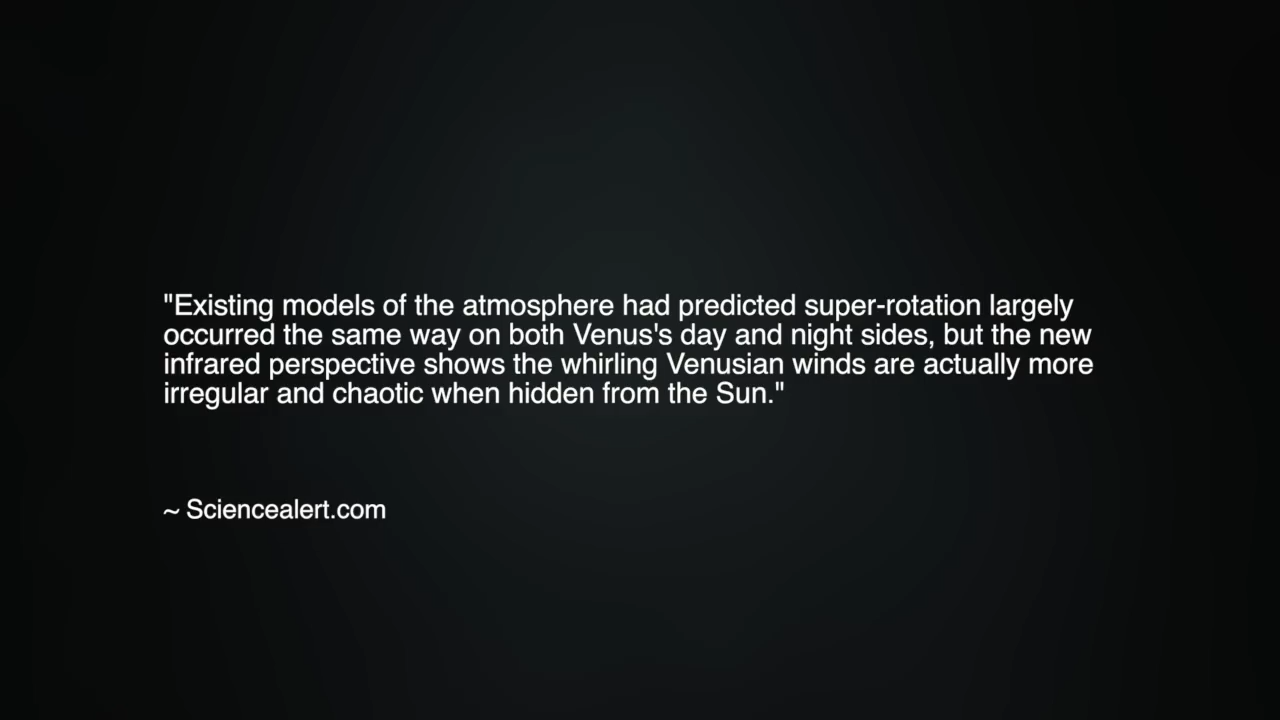 "Existing models of the atmosphere had predicted super-rotation largely
occurred the same way on both Venus's day and night sides, but the new
infrared perspective shows the whirling Venusian winds are actually more
irregular and chaotic when hidden from the Sun."
~ Sciencealert.com